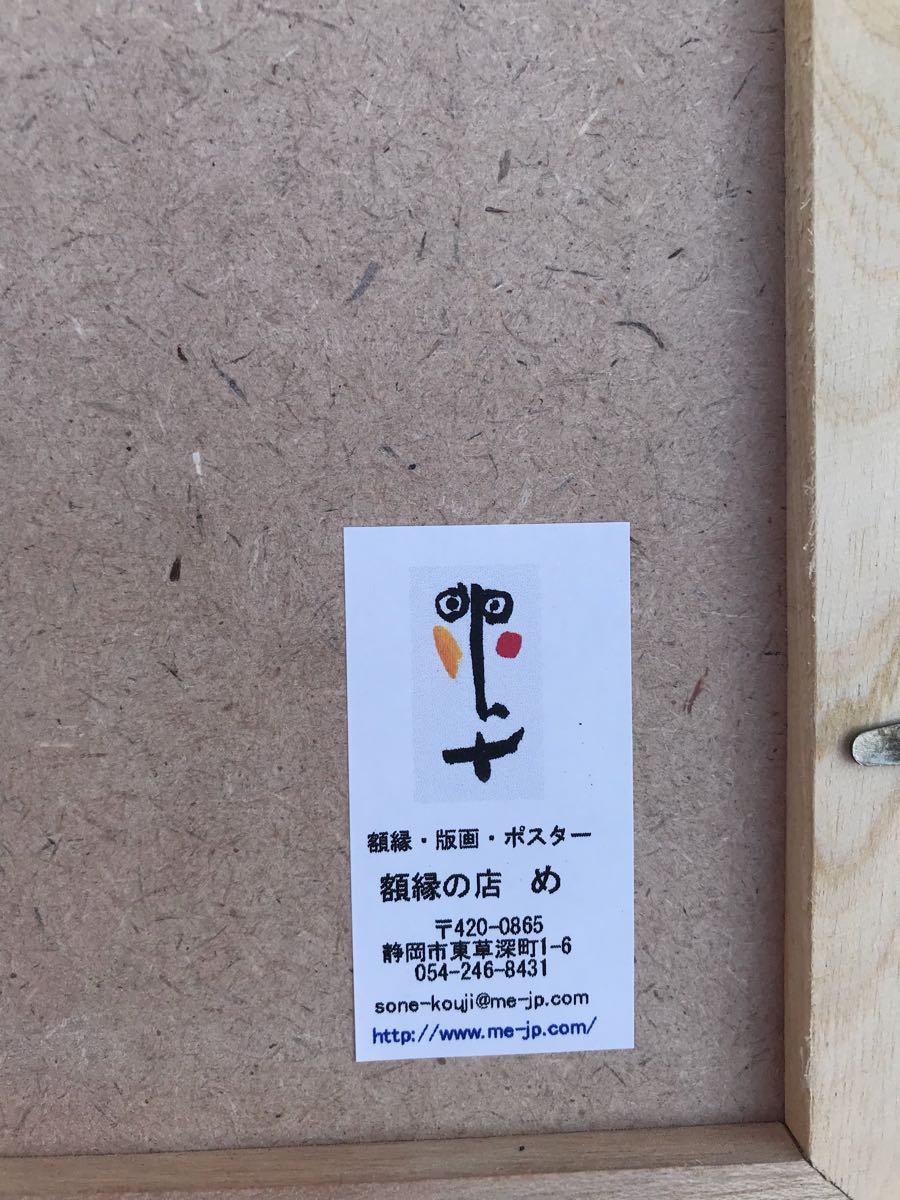 額縁・版画・ポスター
額縁の店　め
〒420-0865
静岡市東草深町1-6
054-246-8431
sone-kouji@me-jp.com
http://www.me-jp.com/